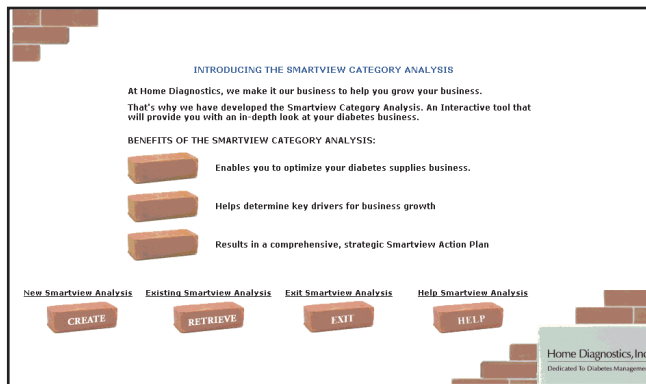 INTRODUCING THE SMARTVIEW CATEGORY ANALYSIS
At Home Diagnostics, we make it our business to help you grow your business.
That's why we have developed the Smartview Category Analysis. An Interactive tool that
will provide you with an in-depth look at your diabetes business.
BENEFITS OF THE SMARTVIEW CATEGORY ANALYSIS:
Enables you to optimize your diabetes supplies business.
Helps determine key drivers for business growth
Results in a comprehensive, strategic Smartview Action Plan
New Smartview Analysis Existing Smartview Analysis Exit Smartview Analysis Help Smartview Analysis
CREATE RETRIEVE EXIT HELP
Home Diagnostics, Inc
Dedicated To Diabetes Manageme